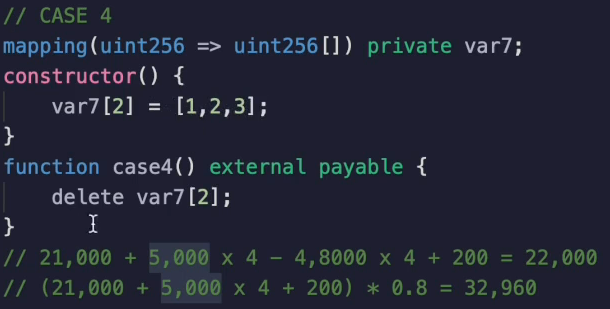 // CASE 4
mapping(uint256 => uint256[]) private var7;
constructor() {
    var7[2] = [1,2,3];
}
function case4() external payable {
    delete var7[2];
}
// 21,000 + 5,000 x 4 - 4,8000 x 4 + 200 = 22,000
// (21,000 + 5,000 x 4 + 200) * 0.8 = 32,960